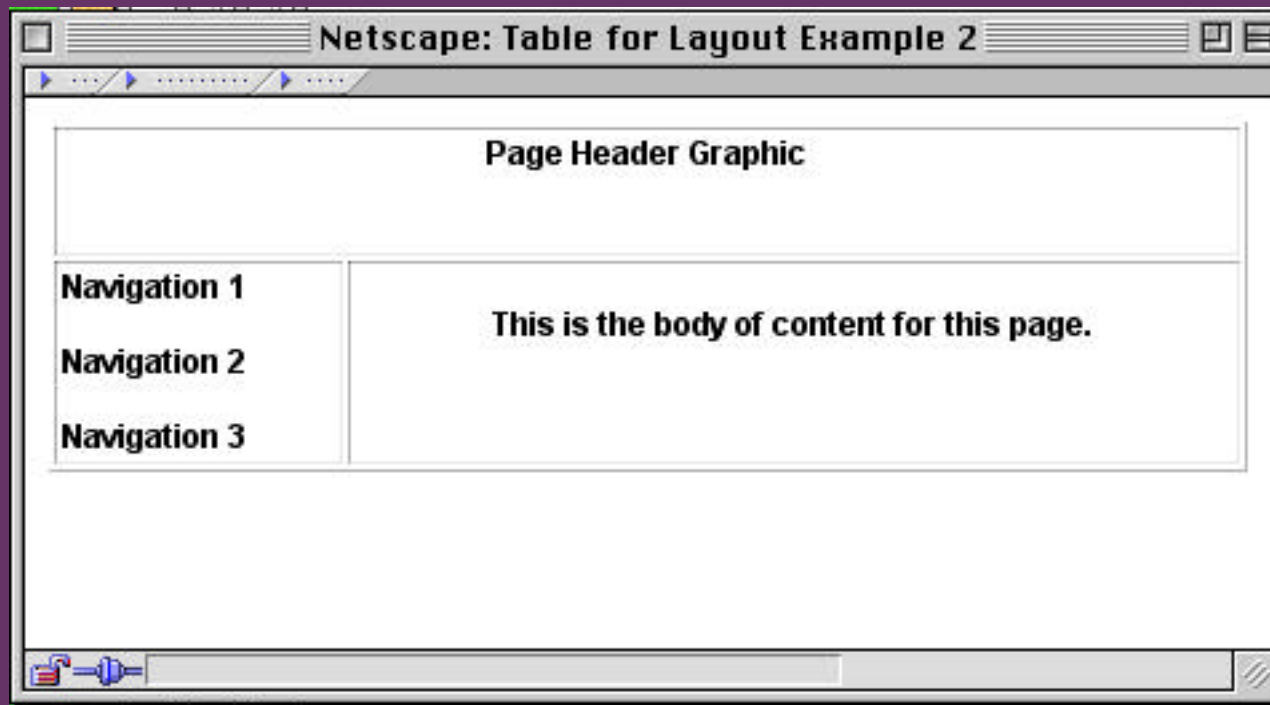 Netscape: Table for Layout Example 2
Page Header Graphic
Navigation 1
This is the body of content for this page.
Navigation 2
Navigation 3